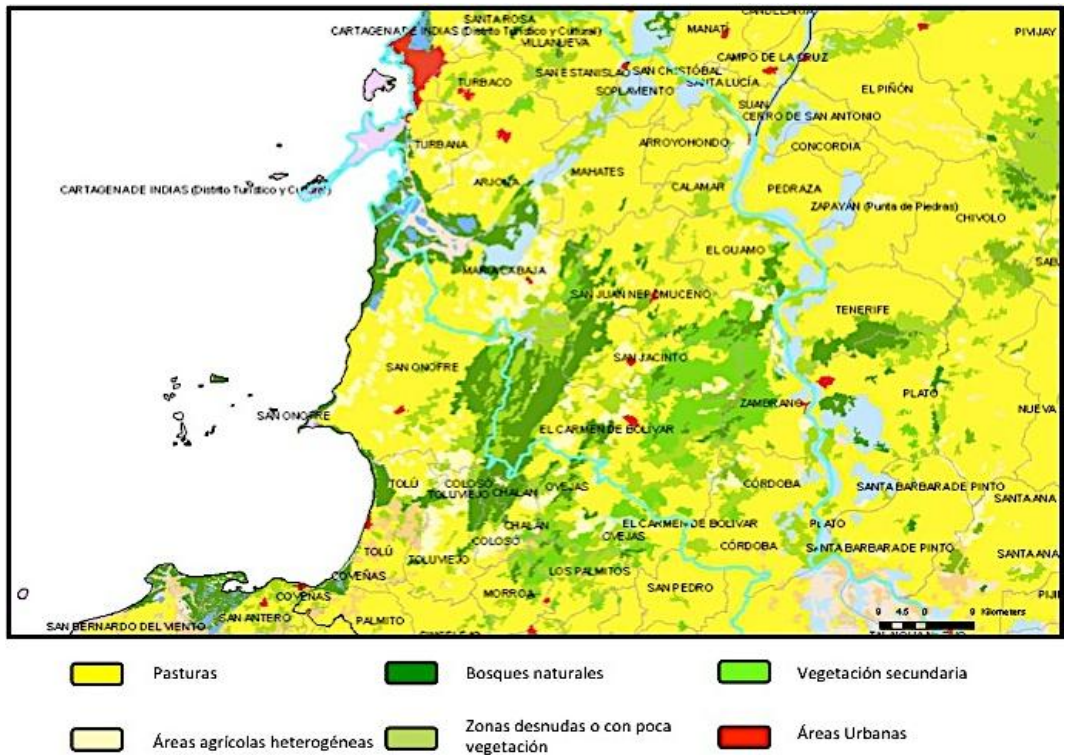 SANTA ROSA
CANDELARIA
CARTAGENA DE INDIAS (Distrito Turístico y Cultural)
MANATÍ
PIVIJAY
VILLANUEVA
CAMPO DE LA CRUZ
SAN ESTANISLAO
SAN CRISTÓBAL
TURBACO
SANTA LUCÍA
SOPLAVIENTO
EL PIÑÓN
SUAN
CERRO DE SAN ANTONIO
TURBANA
ARROYOHONDO
CONCORDIA
MAHATES
CARTAGENA DE INDIAS (Distrito Turístico y Cultural)
ARJONA
CALAMAR
PEDRAZA
ZAPAYÁN (Punta de Piedras)
CHIVOLO
EL GUAMO
MARÍA LA BAJA
SAB
SAN JUAN NEPOMUCENO
TENERIFE
SAN JACINTO
SAN ONOFRE
PLATO
ZAMBRANO
NUEVA
SAN ONOFRE
EL CARMEN DE BOLÍVAR
TOLÚ
COLOSO
OVEJAS
CÓRDOBA
SANTA BARBARA DE PINTO
TOLUVIEJO
CHALÁN
SANTA ANA
CHALÁN
EL CARMEN DE BOLÍVAR
PLATO
COLOSO
OVEJAS
TOLÚ
CÓRDOBA
SANTA BARBARA DE PINTO
SANTA ANA
TOLUVIEJO
COVEÑAS
LOS PALMITOS
SAN PEDRO
COVEÑAS
MORROA
PIJI
SAN ANTERO
PALMITO
SAN BERNARDO DEL VIENTO
9 4.5 0 9 Kilometers
Pasturas
Bosques naturales
Vegetación secundaria
Áreas agrícolas heterogéneas
Zonas desnudas o con poca
vegetación
Áreas Urbanas